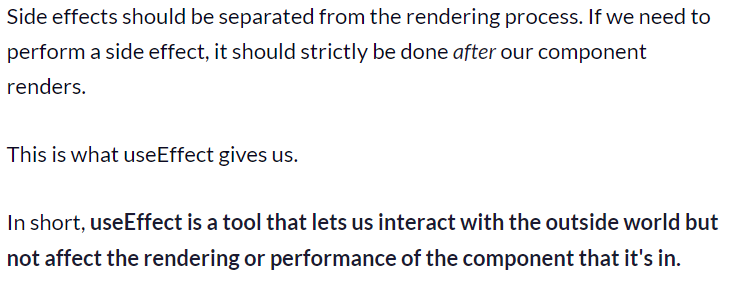 Side effects should be separated from the rendering process. If we need to
perform a side effect, it should strictly be done after our component
renders.
This is what useEffect gives us.
In short, useEffect is a tool that lets us interact with the outside world but
not affect the rendering or performance of the component that it's in.